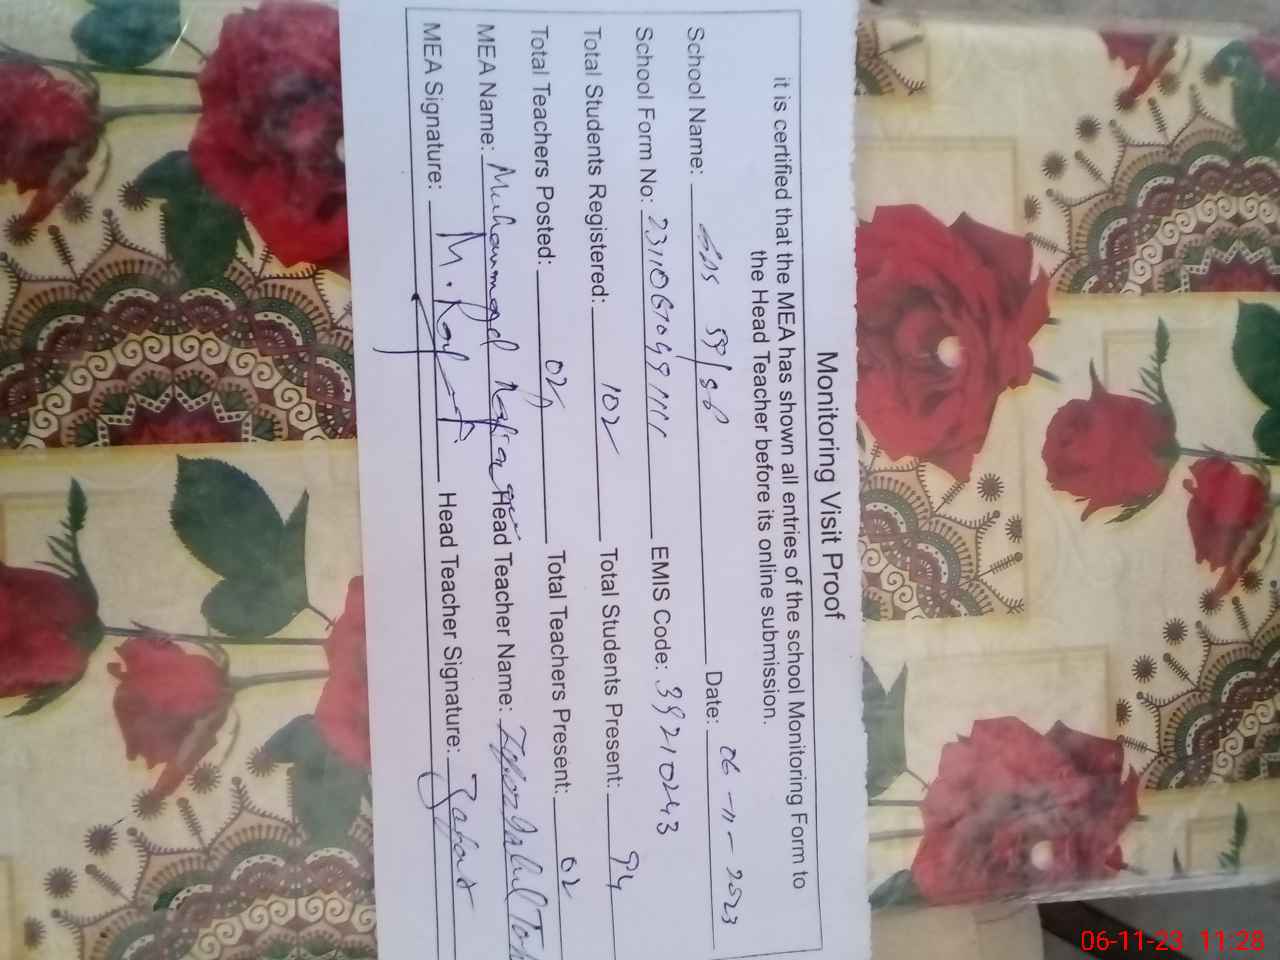 Monitoring Visit Proof
it is certified that the MEA has shown all entries of the school Monitoring Form to
the Head Teacher before its online submission.
School Name: Date: 06-11-2023
School Form No: EMIS Code: 39210243
Total Students Registered: 102 Total Students Present: 94
Total Teachers Posted: 02 Total Teachers Present: 02
MEA Name: Muhammad Head Teacher Name:
MEA Signature: M. Head Teacher Signature: Zafar
06-11-23 11:28